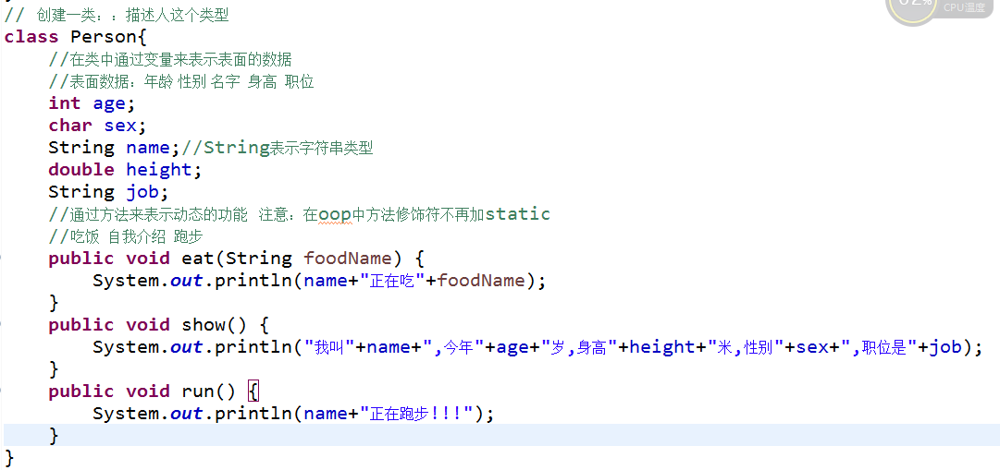 CPU温度
// 创建一类：：描述人这个类型
class Person{
//在类中通过变量来表示表面的数据
//表面数据：年龄 性别 名字 身高 职位
int age;
char sex;
String name;//String表示字符串类型
double height;
String job;
//通过方法来表示动态的功能 注意：在oop中方法修饰符不再加static
//吃饭 自我介绍 跑步
public void eat(String foodName) {
System.out.println(name+"正在吃"+foodName);
}
public void show() {
System.out.println("我叫"+name+",今年"+age+"岁,身高"+height+"米,性别"+sex+",职位是"+job);
}
public void run() {
System.out.println(name+"正在跑步!!!");
}
}